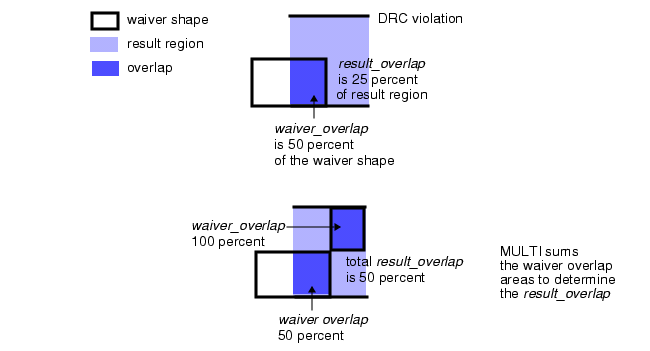 waiver shape
result region
overlap
DRC violation
result_overlap
is 25 percent
of result region
waiver_overlap
is 50 percent
of the waiver shape
waiver_overlap
100 percent
total result_overlap
is 50 percent
waiver overlap
50 percent
MULTI sums
the waiver overlap
areas to determine
the result_overlap